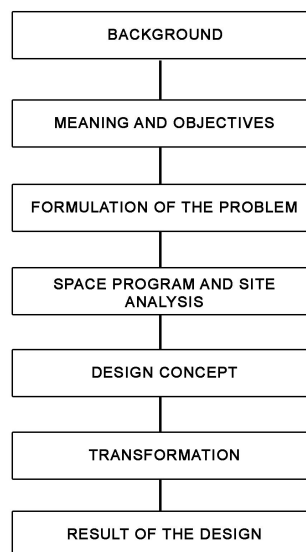 BACKGROUND
MEANING AND OBJECTIVES
FORMULATION OF THE PROBLEM
SPACE PROGRAM AND SITE
ANALYSIS
DESIGN CONCEPT
TRANSFORMATION
RESULT OF THE DESIGN